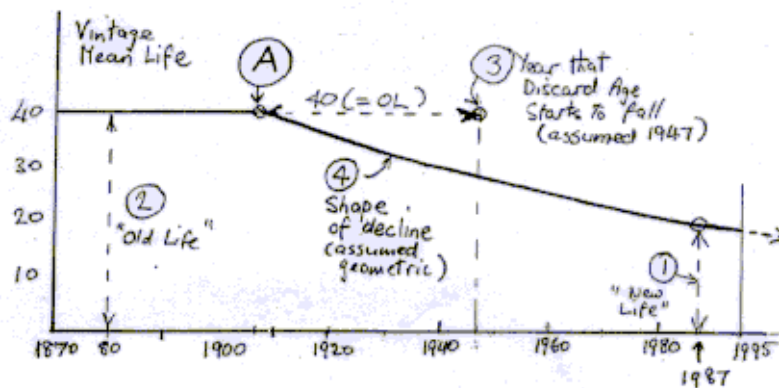 Vintage
Mean Life
A
40 (= OL)
3
Year that
Discard Age
Starts To fall
(assumed 1947)
40
30
20
10
2
"Old Life"
4
Shape
of decline
(assumed
geometric)
1
"New
Life"
1870 80 1900 1920 1940 1960 1980 1995
1987